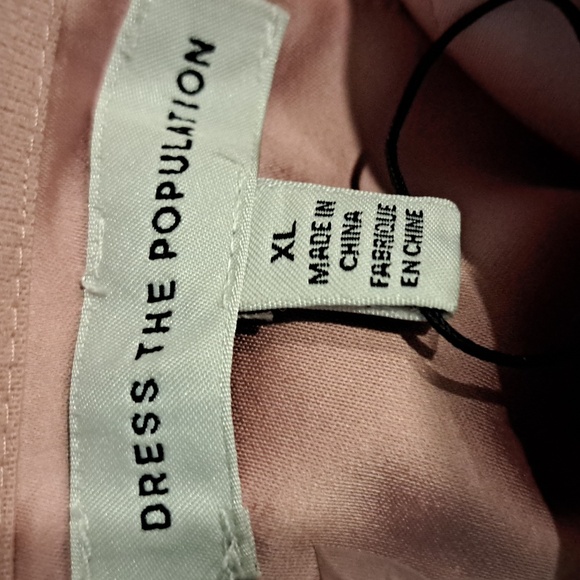 DRESS THE POPULATION
XL
MADE IN
CHINA
FABRIQUE
EN CHINE